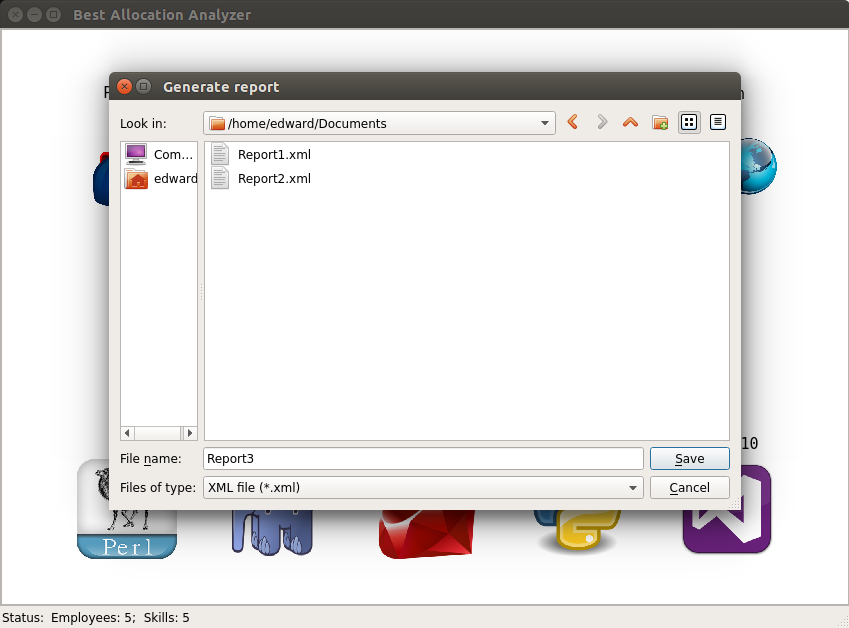 Best Allocation Analyzer
Generate report
Look in: /home/edward/Documents
Com...
edward
Report1.xml
Report2.xml
File name: Report3 Save
Files of type: XML file (*.xml) Cancel
10
Perl
Status: Employees: 5; Skills: 5